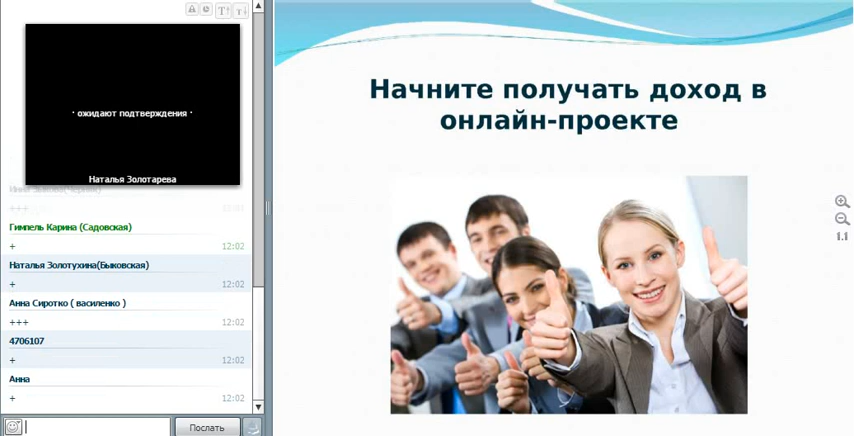 · ожидают подтверждения ·
Наталья Золотарева
+++ 12:01
Гимпель Карина (Садовская)
+ 12:02
Наталья Золотухина(Быковская)
+ 12:02
Анна Сиротко ( василенко )
+++ 12:02
4706107
+ 12:02
Анна
+ 12:02
Послать
Начните получать доход в
онлайн-проекте
1.1